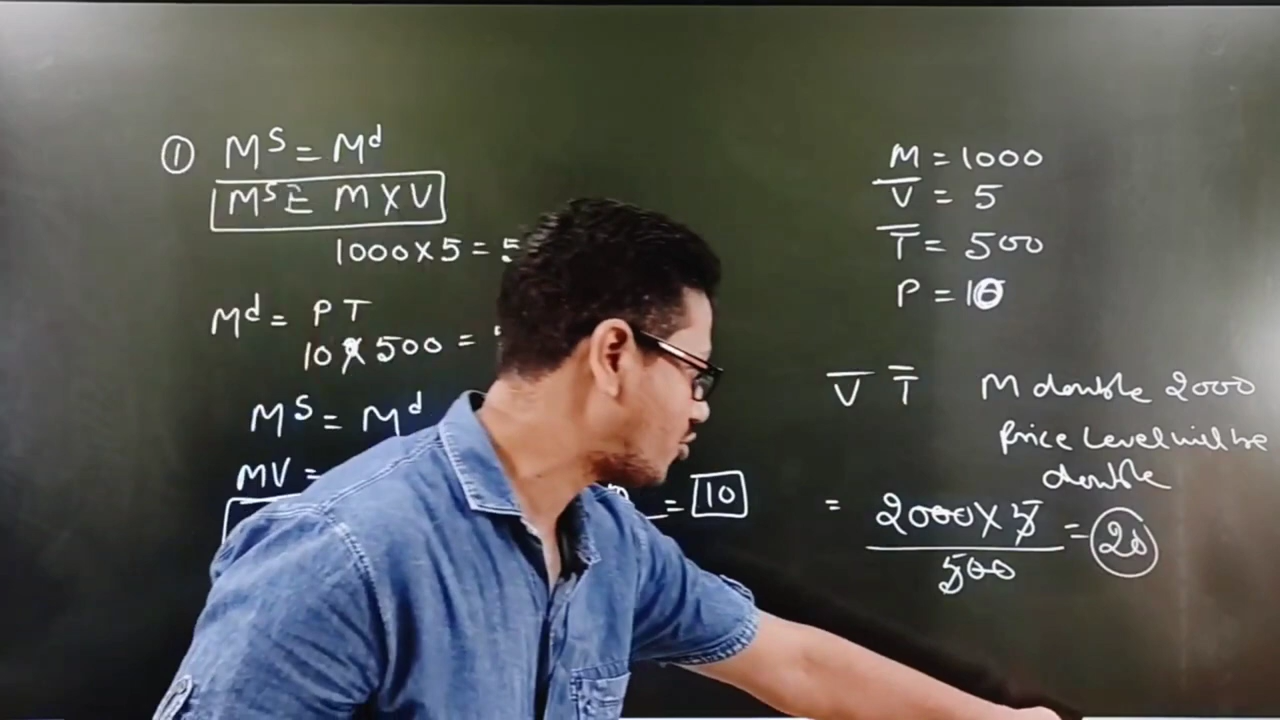 ① Mˢ = Mᵈ
Mˢ = M X V
1000 X 5 = 5
Mᵈ = P T
10 X 500 =
Mˢ = Mᵈ
MV =
= 10
M = 1000
V̅ = 5
T̅ = 500
P = 10
V̅ T̅ M double 2000
Price Level will be
double
= 2000 X 5 = 20
500